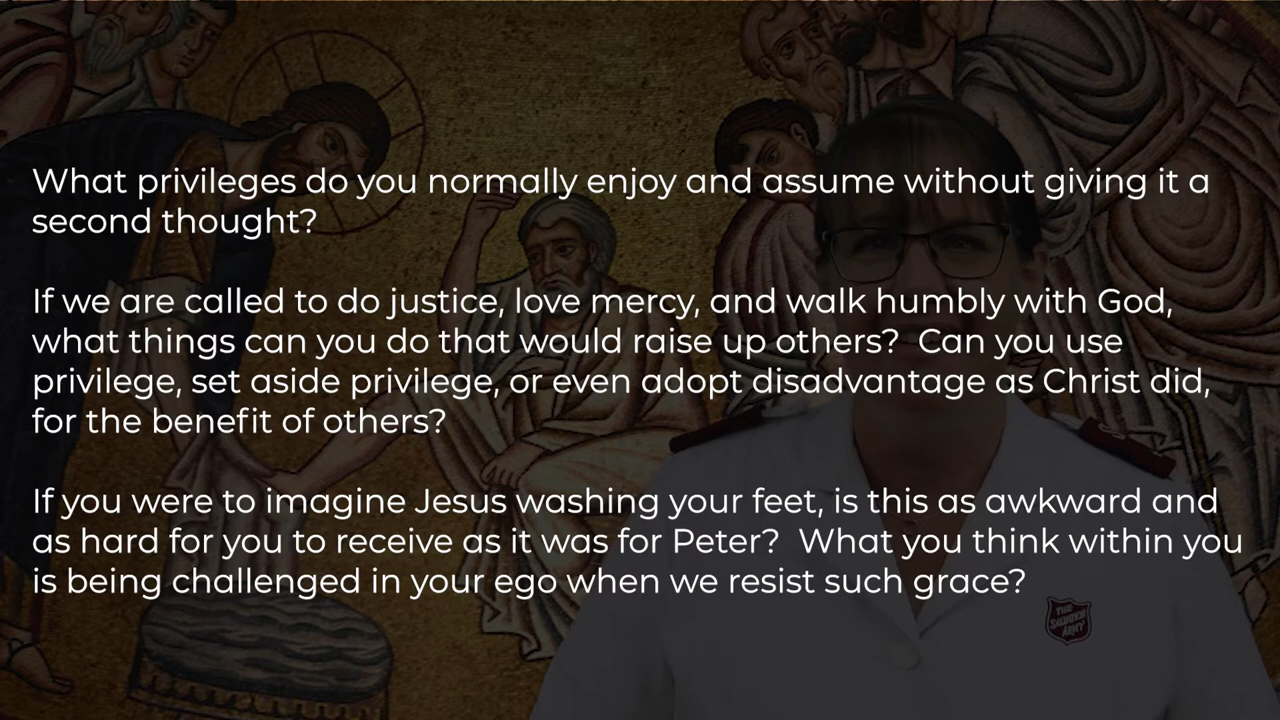 What privileges do you normally enjoy and assume without giving it a
second thought?
If we are called to do justice, love mercy, and walk humbly with God,
what things can you do that would raise up others? Can you use
privilege, set aside privilege, or even adopt disadvantage as Christ did,
for the benefit of others?
If you were to imagine Jesus washing your feet, is this as awkward and
as hard for you to receive as it was for Peter? What you think within you
is being challenged in your ego when we resist such grace?
THE
SALVATION
ARMY